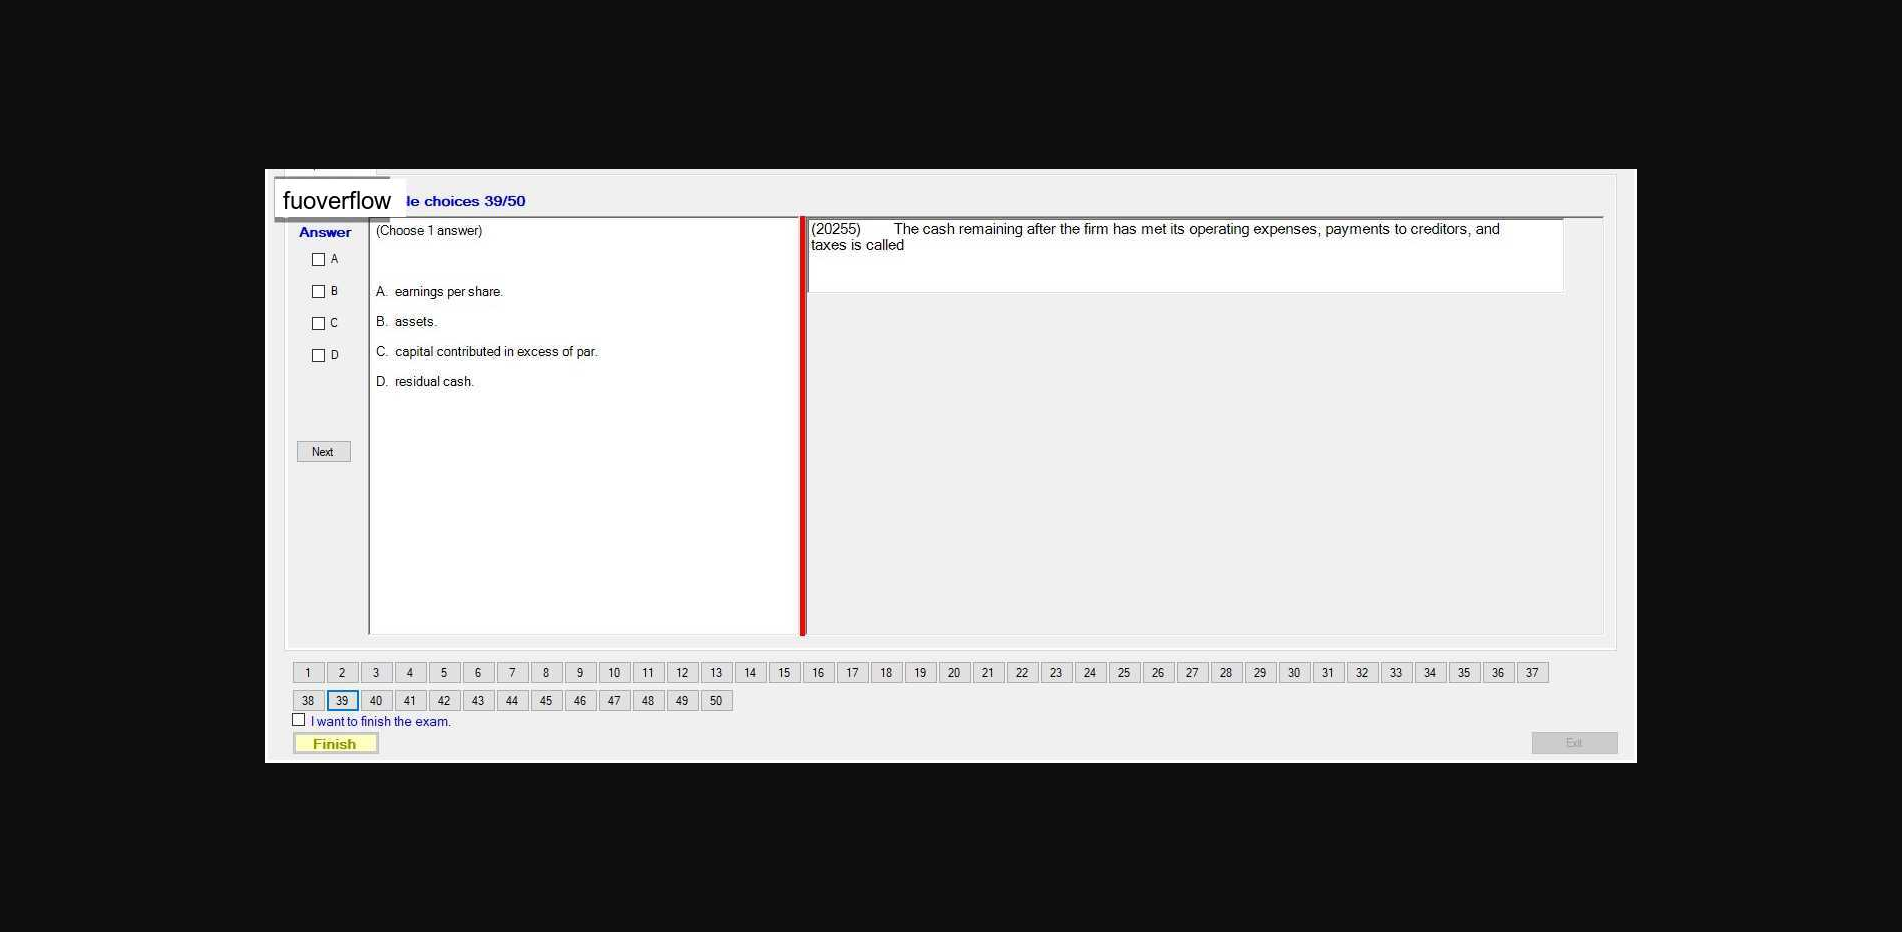 fuoverflow
le choices 39/50
Answer
A
B
C
D
Next
(Choose 1 answer)
A. earnings per share.
B. assets.
C. capital contributed in excess of par.
D. residual cash.
(20255) The cash remaining after the firm has met its operating expenses, payments to creditors, and
taxes is called
1 2 3 4 5 6 7 8 9 10 11 12 13 14 15 16 17 18 19 20 21 22 23 24 25 26 27 28 29 30 31 32 33 34 35 36 37
38 39 40 41 42 43 44 45 46 47 48 49 50
I want to finish the exam.
Finish
Exit